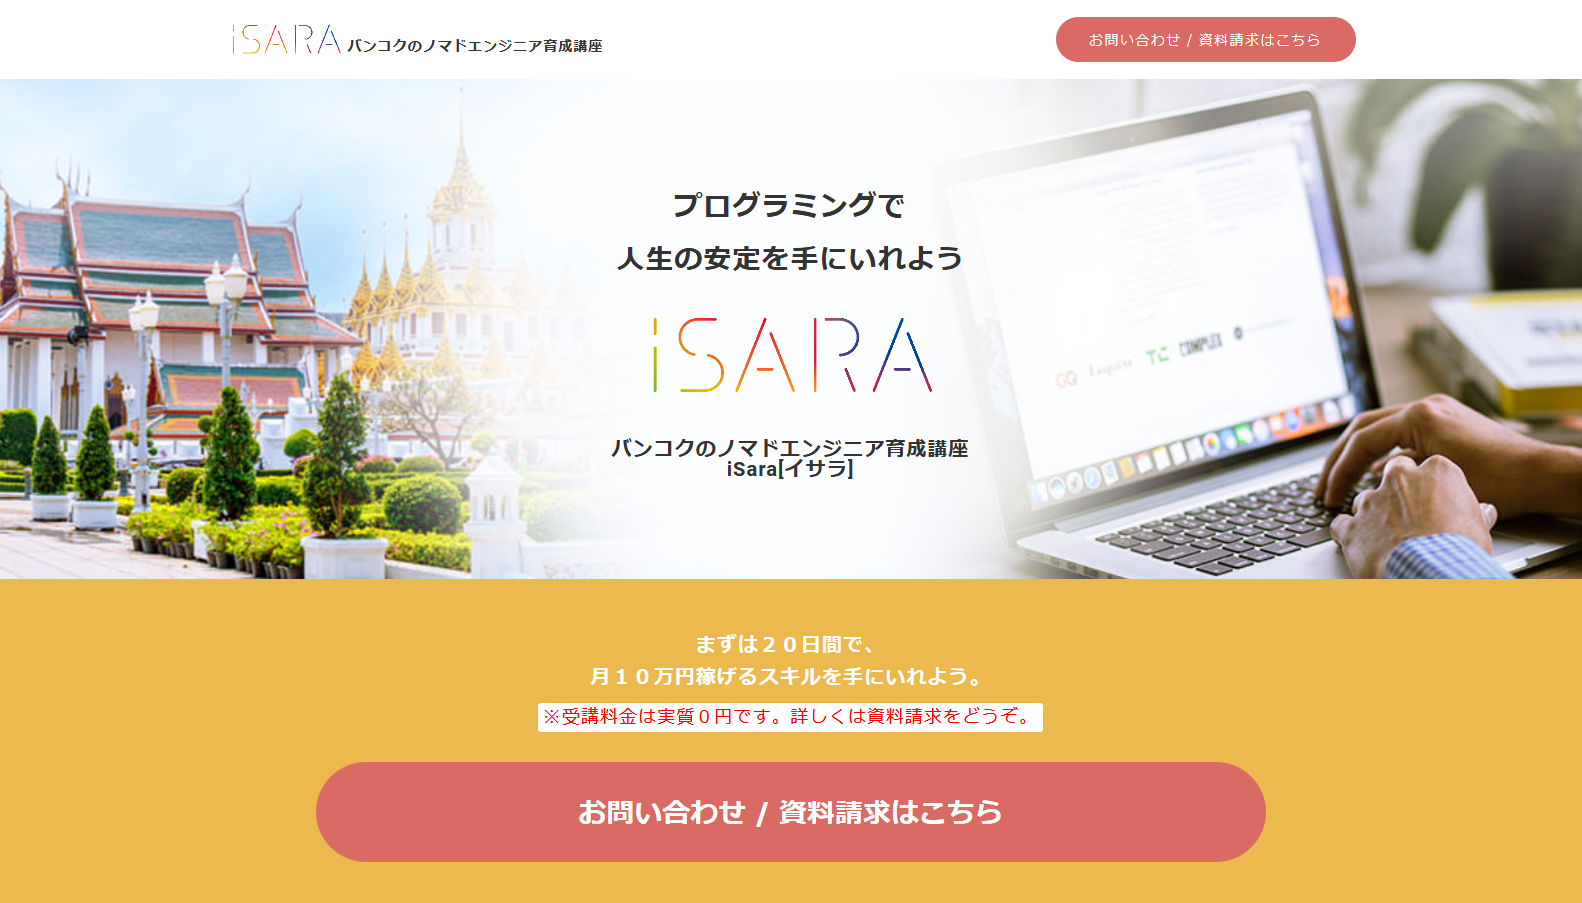 iSARA バンコクのノマドエンジニア育成講座
お問い合わせ / 資料請求はこちら
プログラミングで
人生の安定を手にいれよう
iSARA
バンコクのノマドエンジニア育成講座
iSara[イサラ]
GQ Esquire TC COMPLEX
まずは２０日間で、
月１０万円稼げるスキルを手にいれよう。
※受講料金は実質０円です。詳しくは資料請求をどうぞ。
お問い合わせ / 資料請求はこちら